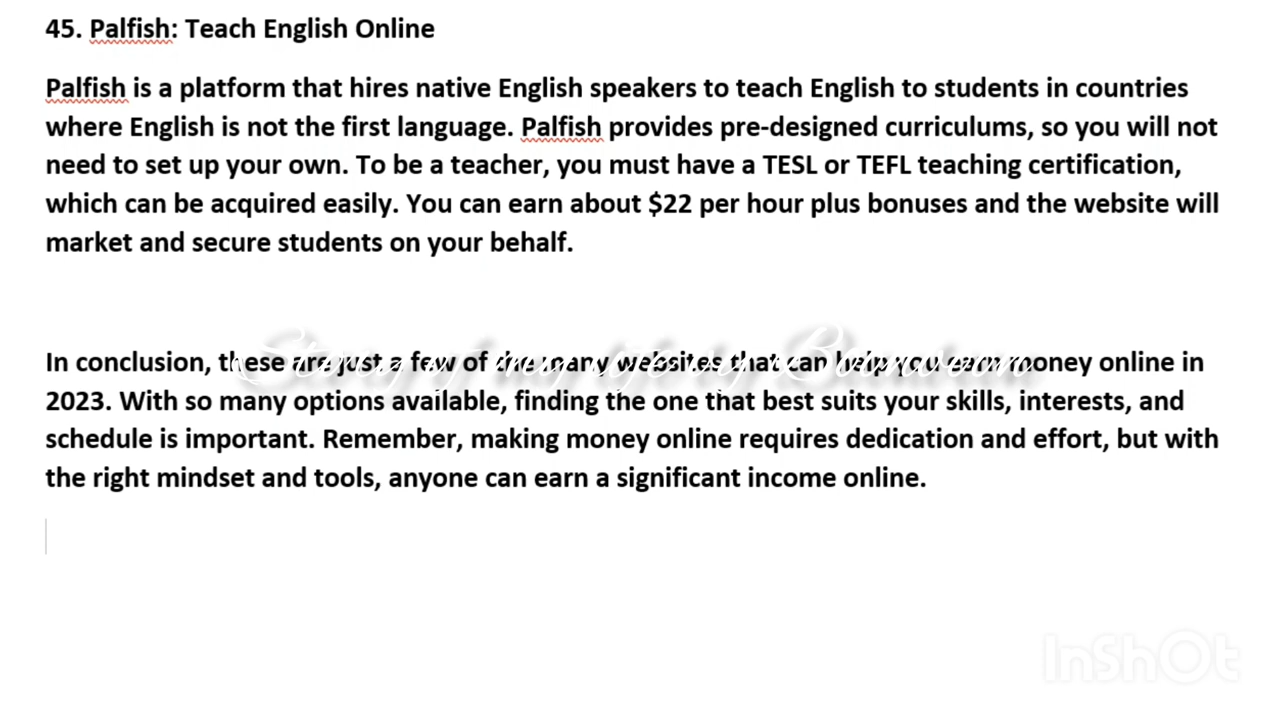 45. Palfish: Teach English Online
Palfish is a platform that hires native English speakers to teach English to students in countries
where English is not the first language. Palfish provides pre-designed curriculums, so you will not
need to set up your own. To be a teacher, you must have a TESL or TEFL teaching certification,
which can be acquired easily. You can earn about $22 per hour plus bonuses and the website will
market and secure students on your behalf.
In conclusion, these are just a few of the many websites that can help you earn money online in
Story of my life by
2023. With so many options available, finding the one that best suits your skills, interests, and
schedule is important. Remember, making money online requires dedication and effort, but with
the right mindset and tools, anyone can earn a significant income online.
InShOt